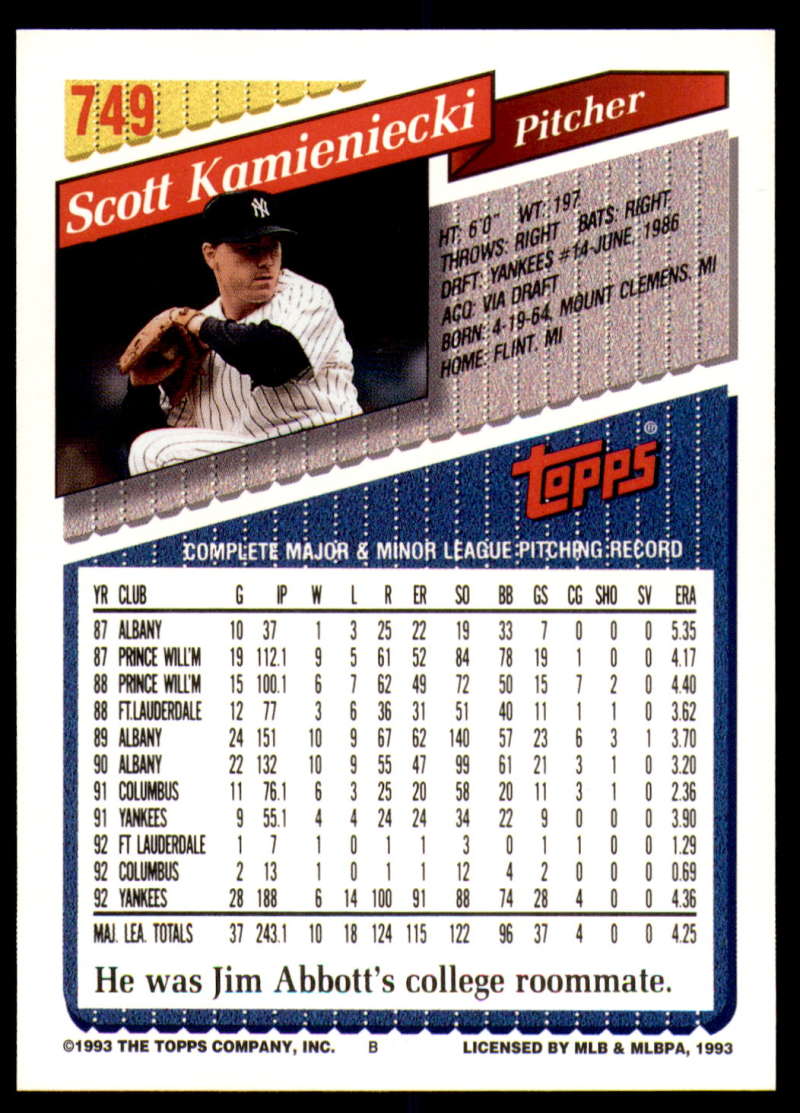 749
Scott Kamieniecki
Pitcher
NY
HT: 6'0" WT: 197
THROWS: RIGHT BATS: RIGHT
DRFT: YANKEES #14-JUNE, 1986
ACQ: VIA DRAFT
BORN: 4-19-64, MOUNT CLEMENS, MI
HOME: FLINT, MI
TOPPS®
COMPLETE MAJOR & MINOR LEAGUE PITCHING RECORD
YR CLUB G IP W L R ER SO BB GS CG SHO SV ERA
87 ALBANY 10 37 1 3 25 22 19 33 7 0 0 0 5.35
87 PRINCE WILL'M 19 112.1 9 5 61 52 84 78 19 1 0 0 4.17
88 PRINCE WILL'M 15 100.1 6 7 62 49 72 50 15 7 2 0 4.40
88 FT.LAUDERDALE 12 77 3 6 36 31 51 40 11 1 1 0 3.62
89 ALBANY 24 151 10 9 67 62 140 57 23 6 3 1 3.70
90 ALBANY 22 132 10 9 55 47 99 61 21 3 1 0 3.20
91 COLUMBUS 11 76.1 6 3 25 20 58 20 11 3 1 0 2.36
91 YANKEES 9 55.1 4 4 24 24 34 22 9 0 0 0 3.90
92 FT LAUDERDALE 1 7 1 0 1 1 3 0 1 1 0 0 1.29
92 COLUMBUS 2 13 1 0 1 1 12 4 2 0 0 0 0.69
92 YANKEES 28 188 6 14 100 91 88 74 28 4 0 0 4.36
MAJ. LEA. TOTALS 37 243.1 10 18 124 115 122 96 37 4 0 0 4.25
He was Jim Abbott's college roommate.
©1993 THE TOPPS COMPANY, INC. B LICENSED BY MLB & MLBPA, 1993